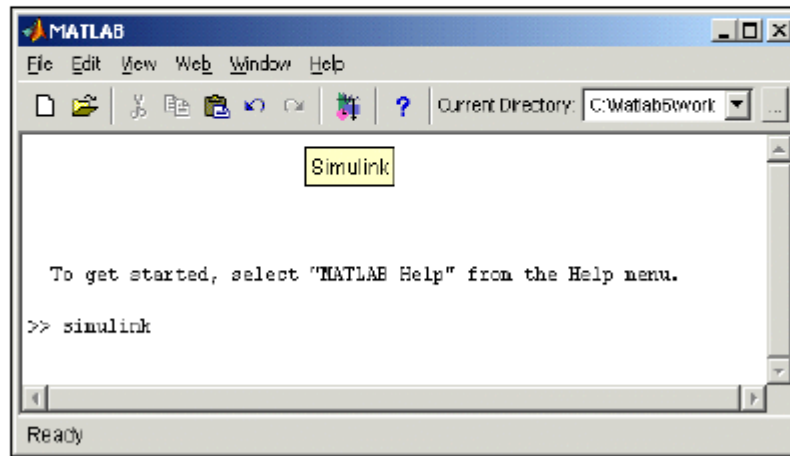 MATLAB
File Edit View Web Window Help
? Current Directory: C:\Matlab6\work ...
Simulink
To get started, select "MATLAB Help" from the Help menu.
>> simulink
Ready